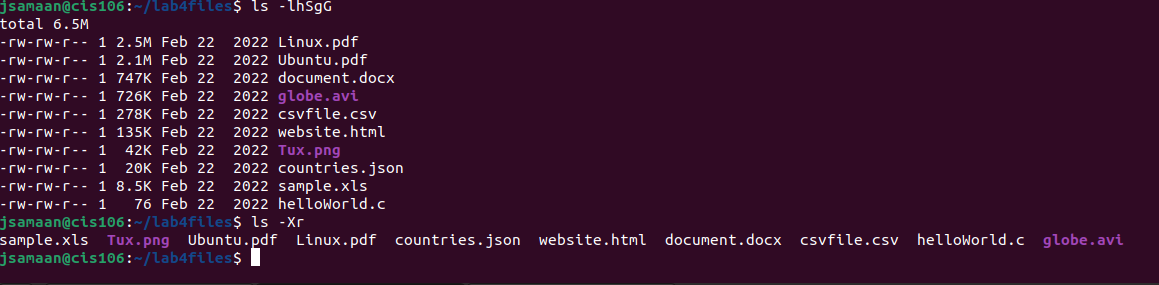 jsamaan@cis106:~/lab4files$ ls -lhSgG
total 6.5M
-rw-rw-r-- 1 2.5M Feb 22  2022 Linux.pdf
-rw-rw-r-- 1 2.1M Feb 22  2022 Ubuntu.pdf
-rw-rw-r-- 1 747K Feb 22  2022 document.docx
-rw-rw-r-- 1 726K Feb 22  2022 globe.avi
-rw-rw-r-- 1 278K Feb 22  2022 csvfile.csv
-rw-rw-r-- 1 135K Feb 22  2022 website.html
-rw-rw-r-- 1  42K Feb 22  2022 Tux.png
-rw-rw-r-- 1  20K Feb 22  2022 countries.json
-rw-rw-r-- 1 8.5K Feb 22  2022 sample.xls
-rw-rw-r-- 1   76 Feb 22  2022 helloWorld.c
jsamaan@cis106:~/lab4files$ ls -Xr
sample.xls  Tux.png  Ubuntu.pdf  Linux.pdf  countries.json  website.html  document.docx  csvfile.csv  helloWorld.c  globe.avi
jsamaan@cis106:~/lab4files$